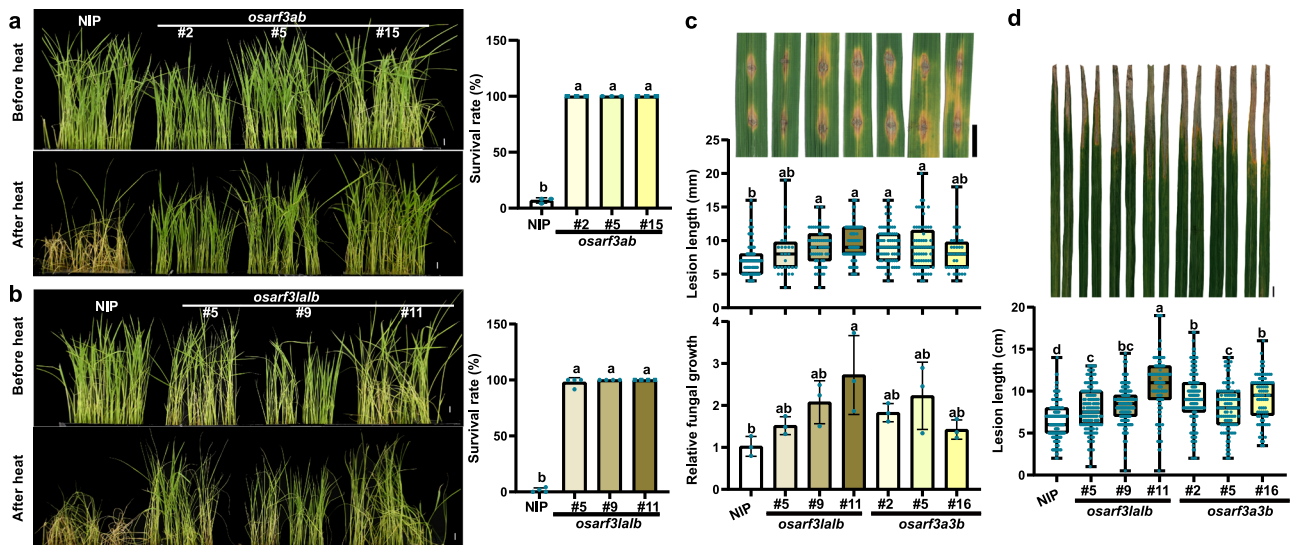 a
NIP
osarf3ab
#2 #5 #15
Before heat
After heat
Survival rate (%)
150
100
50
0
b a a a
NIP #2 #5 #15
osarf3ab
b
NIP
osarf3lalb
#5 #9 #11
Before heat
After heat
Survival rate (%)
150
100
50
0
b a a a
NIP #5 #9 #11
osarf3lalb
c
Lesion length (mm)
25
20
15
10
5
0
b ab a a a a ab
Relative fungal growth
4
3
2
1
0
b ab ab a ab ab ab
NIP #5 #9 #11 #2 #5 #16
osarf3lalb osarf3a3b
d
Lesion length (cm)
20
15
10
5
0
d c bc a b c b
NIP #5 #9 #11 #2 #5 #16
osarf3lalb osarf3a3b